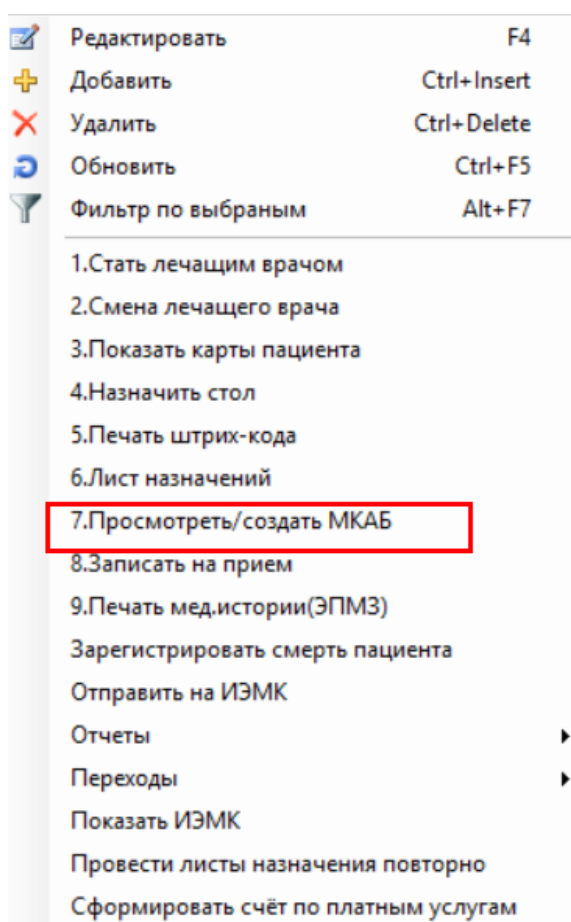 Редактировать F4
Добавить Ctrl+Insert
Удалить Ctrl+Delete
Обновить Ctrl+F5
Фильтр по выбраным Alt+F7
1.Стать лечащим врачом
2.Смена лечащего врача
3.Показать карты пациента
4.Назначить стол
5.Печать штрих-кода
6.Лист назначений
7.Просмотреть/создать МКАБ
8.Записать на прием
9.Печать мед.истории(ЭПМЗ)
Зарегистрировать смерть пациента
Отправить на ИЭМК
Отчеты
Переходы
Показать ИЭМК
Провести листы назначения повторно
Сформировать счёт по платным услугам